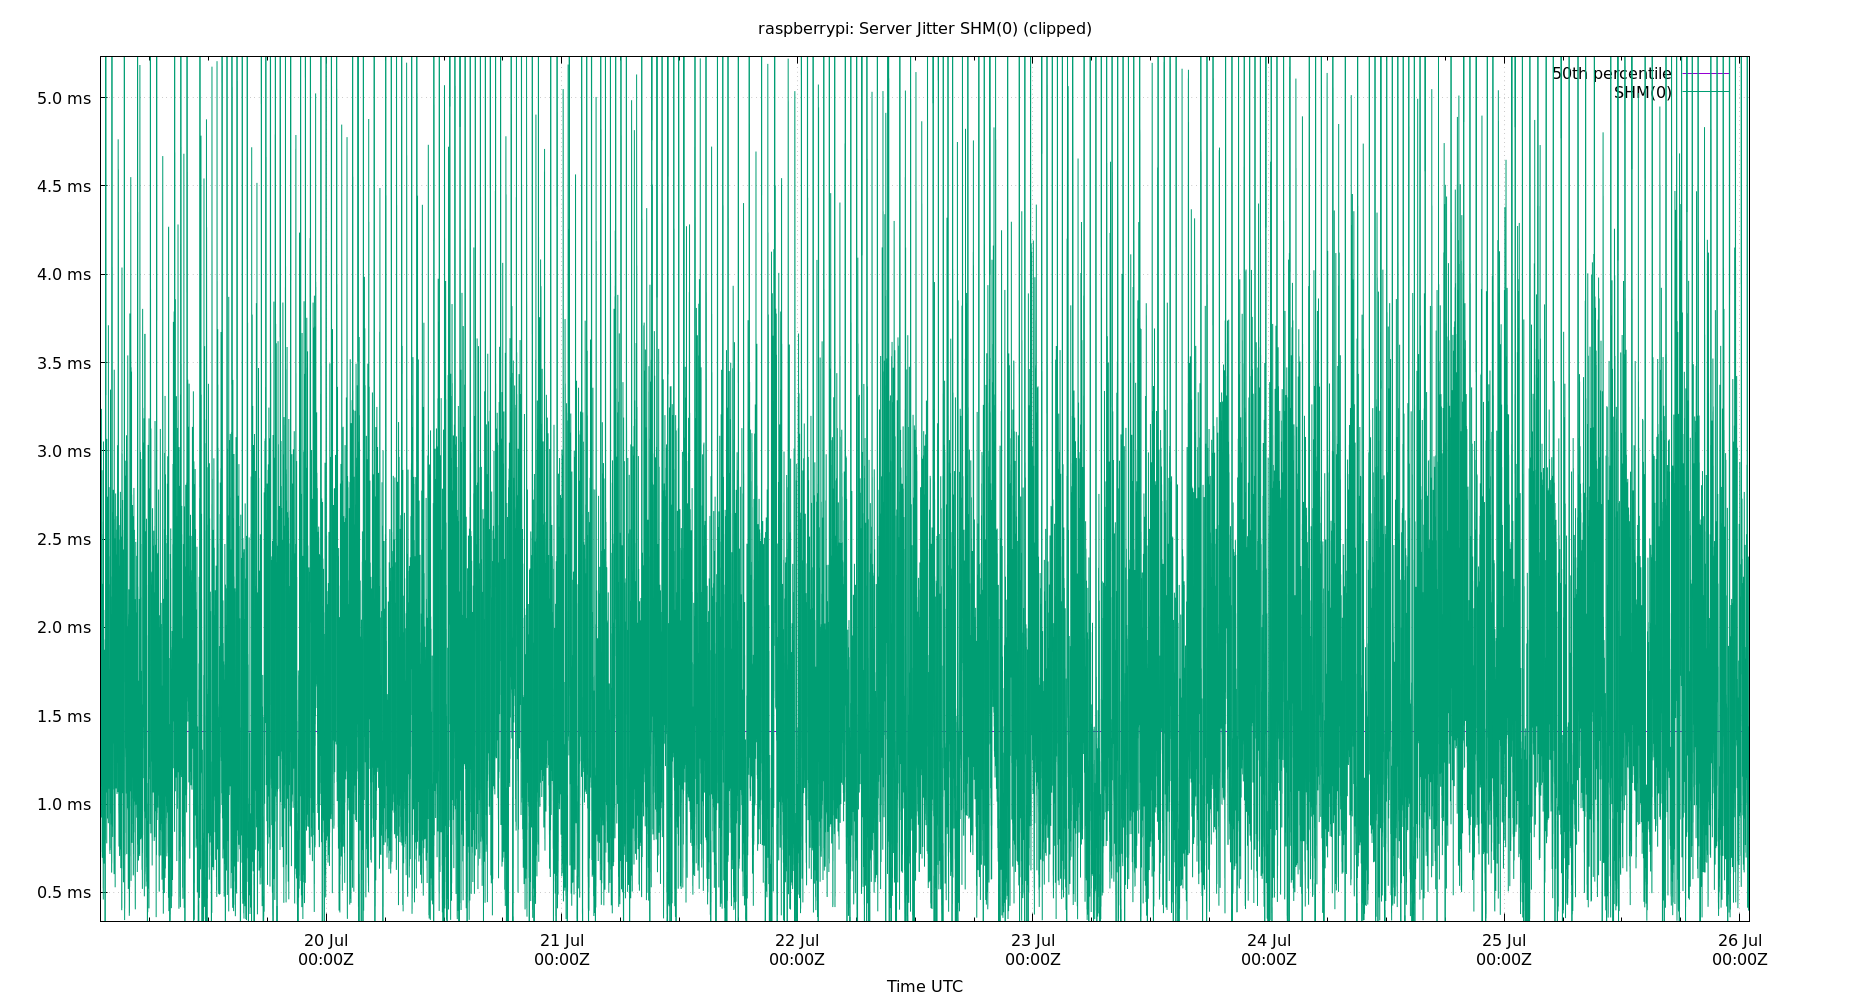 raspberrypi: Server Jitter SHM(0) (clipped)
50th percentile
SHM(0)
5.0 ms
4.5 ms
4.0 ms
3.5 ms
3.0 ms
2.5 ms
2.0 ms
1.5 ms
1.0 ms
0.5 ms
20 Jul 21 Jul 22 Jul 23 Jul 24 Jul 25 Jul 26 Jul
00:00Z 00:00Z 00:00Z 00:00Z 00:00Z 00:00Z 00:00Z
Time UTC